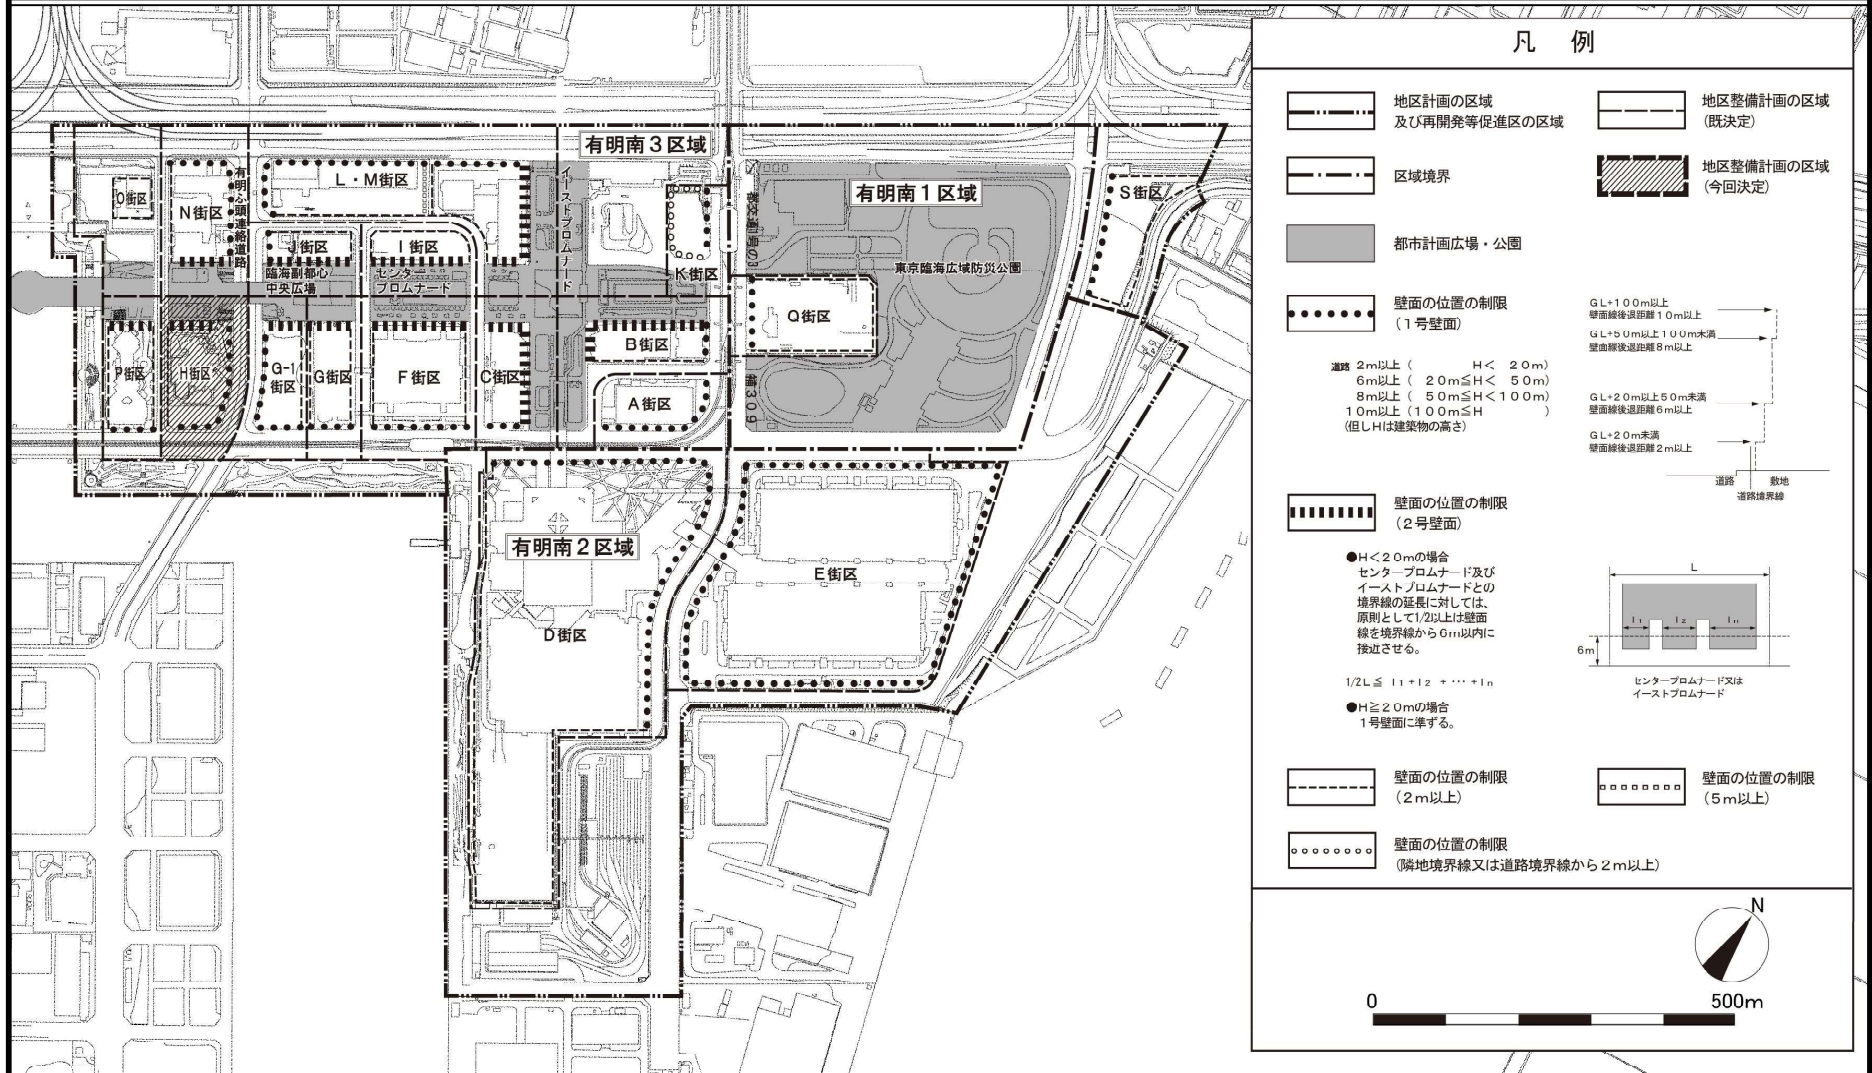 有明南3区域
有明南1区域
有明南2区域
O街区
N街区
有明ふ頭連絡道路
L・M街区
J街区
I街区
イーストプロムナード
K街区
S街区
臨海副都心
中央広場
センター
プロムナード
東京臨海広域防災公園
Q街区
P街区
H街区
G-1
街区
G街区
F街区
C街区
B街区
A街区
補309
E街区
D街区
凡 例
地区計画の区域
及び再開発等促進区の区域
地区整備計画の区域
(既決定)
区域境界
地区整備計画の区域
(今回決定)
都市計画広場・公園
壁面の位置の制限
(1号壁面)
道路 2m以上( H< 20m)
6m以上( 20m≦H< 50m)
8m以上( 50m≦H<100m)
10m以上(100m≦H )
(但しHは建築物の高さ)
GL+100m以上
壁面線後退距離10m以上
GL+50m以上100m未満
壁面線後退距離8m以上
GL+20m以上50m未満
壁面線後退距離6m以上
GL+20m未満
壁面線後退距離2m以上
道路 敷地
道路境界線
壁面の位置の制限
(2号壁面)
●H<20mの場合
センタープロムナード及び
イーストプロムナードとの
境界線の延長に対しては、
原則として1/2以上は壁面
線を境界線から6m以内に
接近させる。
1/2L≦ l1+l2 +…+ln
●H≧20mの場合
1号壁面に準ずる。
L
l1 l2 ln
6m
センタープロムナード又は
イーストプロムナード
壁面の位置の制限
(2m以上)
壁面の位置の制限
(5m以上)
壁面の位置の制限
(隣地境界線又は道路境界線から2m以上)
N
0 500m